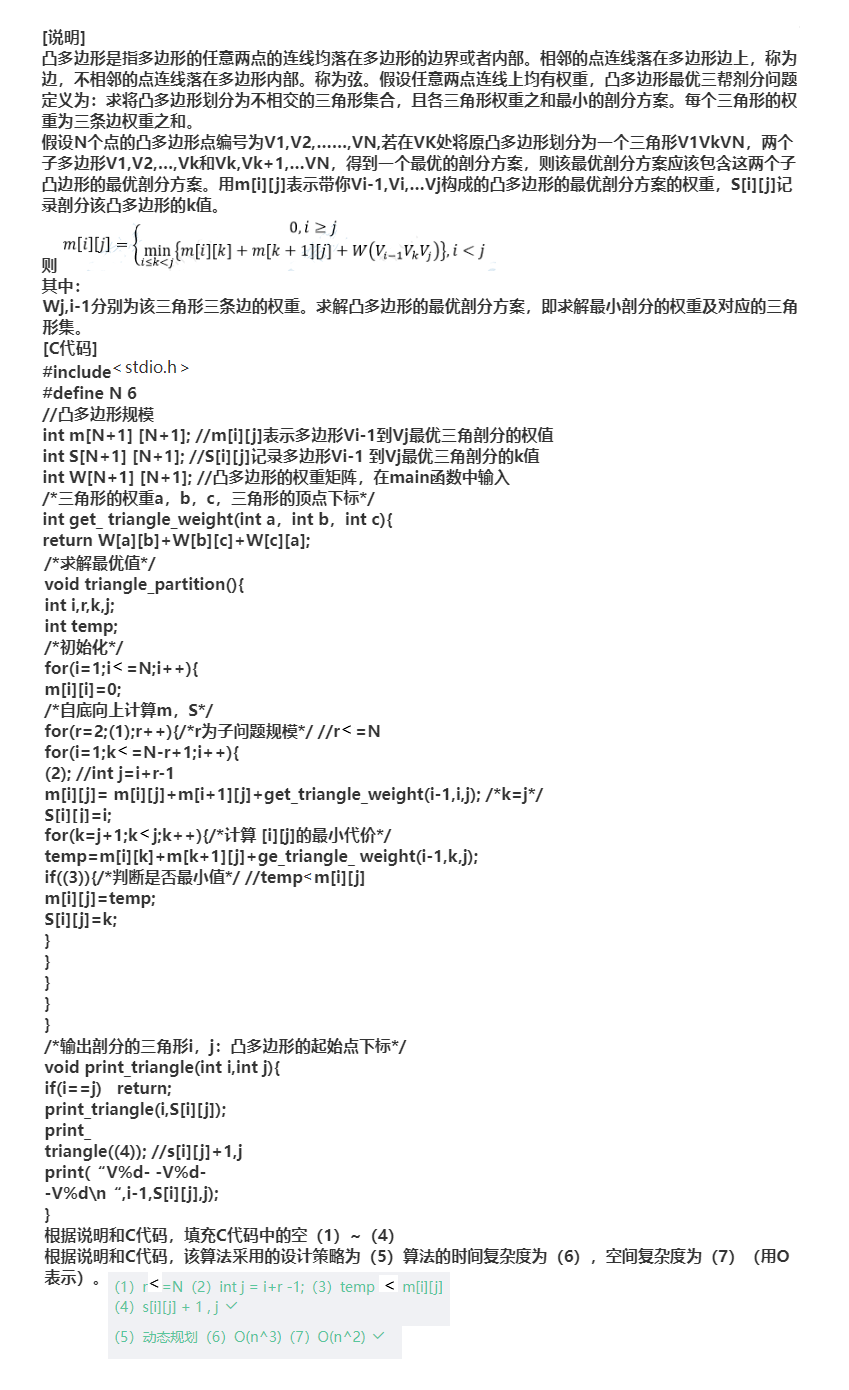 [说明]
凸多边形是指多边形的任意两点的连线均落在多边形的边界或者内部。相邻的点连线落在多边形边上，称为
边，不相邻的点连线落在多边形内部。称为弦。假设任意两点连线上均有权重，凸多边形最优三帮剂分问题
定义为：求将凸多边形划分为不相交的三角形集合，且各三角形权重之和最小的剖分方案。每个三角形的权
重为三条边权重之和。
假设N个点的凸多边形点编号为V1,V2,……,VN,若在VK处将原凸多边形划分为一个三角形V1VkVN，两个
子多边形V1,V2,…,Vk和Vk,Vk+1,…VN，得到一个最优的剖分方案，则该最优剖分方案应该包含这两个子
凸边形的最优剖分方案。用m[i][j]表示带你Vi-1,Vi,…Vj构成的凸多边形的最优剖分方案的权重，S[i][j]记
录剖分该凸多边形的k值。
则 m[i][j] = { 0, i ≥ j
min i≤k<j {m[i][k] + m[k + 1][j] + W(Vi−1VkVj)}, i < j
其中：
Wj,i-1分别为该三角形三条边的权重。求解凸多边形的最优剖分方案，即求解最小剖分的权重及对应的三角
形集。
[C代码]
#include< stdio.h >
#define N 6
//凸多边形规模
int m[N+1] [N+1]; //m[i][j]表示多边形Vi-1到Vj最优三角剖分的权值
int S[N+1] [N+1]; //S[i][j]记录多边形Vi-1 到Vj最优三角剖分的k值
int W[N+1] [N+1]; //凸多边形的权重矩阵，在main函数中输入
/*三角形的权重a，b，c，三角形的顶点下标*/
int get_ triangle_weight(int a，int b，int c){
return W[a][b]+W[b][c]+W[c][a];
/*求解最优值*/
void triangle_partition(){
int i,r,k,j;
int temp;
/*初始化*/
for(i=1;i< =N;i++){
m[i][i]=0;
/*自底向上计算m，S*/
for(r=2;(1);r++){/*r为子问题规模*/ //r< =N
for(i=1;k< =N-r+1;i++){
(2); //int j=i+r-1
m[i][j]= m[i][j]+m[i+1][j]+get_triangle_weight(i-1,i,j); /*k=j*/
S[i][j]=i;
for(k=j+1;k<j;k++){/*计算 [i][j]的最小代价*/
temp=m[i][k]+m[k+1][j]+ge_triangle_ weight(i-1,k,j);
if((3)){/*判断是否最小值*/ //temp<m[i][j]
m[i][j]=temp;
S[i][j]=k;
}
}
}
}
}
/*输出剖分的三角形i，j：凸多边形的起始点下标*/
void print_triangle(int i,int j){
if(i==j) return;
print_triangle(i,S[i][j]);
print_
triangle((4)); //s[i][j]+1,j
print(“V%d- -V%d-
-V%d\n “,i-1,S[i][j],j);
}
根据说明和C代码，填充C代码中的空（1）~（4）
根据说明和C代码，该算法采用的设计策略为（5）算法的时间复杂度为（6）, 空间复杂度为（7）（用O
表示）。
(1) r< =N (2) int j = i+r -1; (3) temp < m[i][j]
(4) s[i][j] + 1 , j ✓
(5) 动态规划 (6) O(n^3) (7) O(n^2) ✓